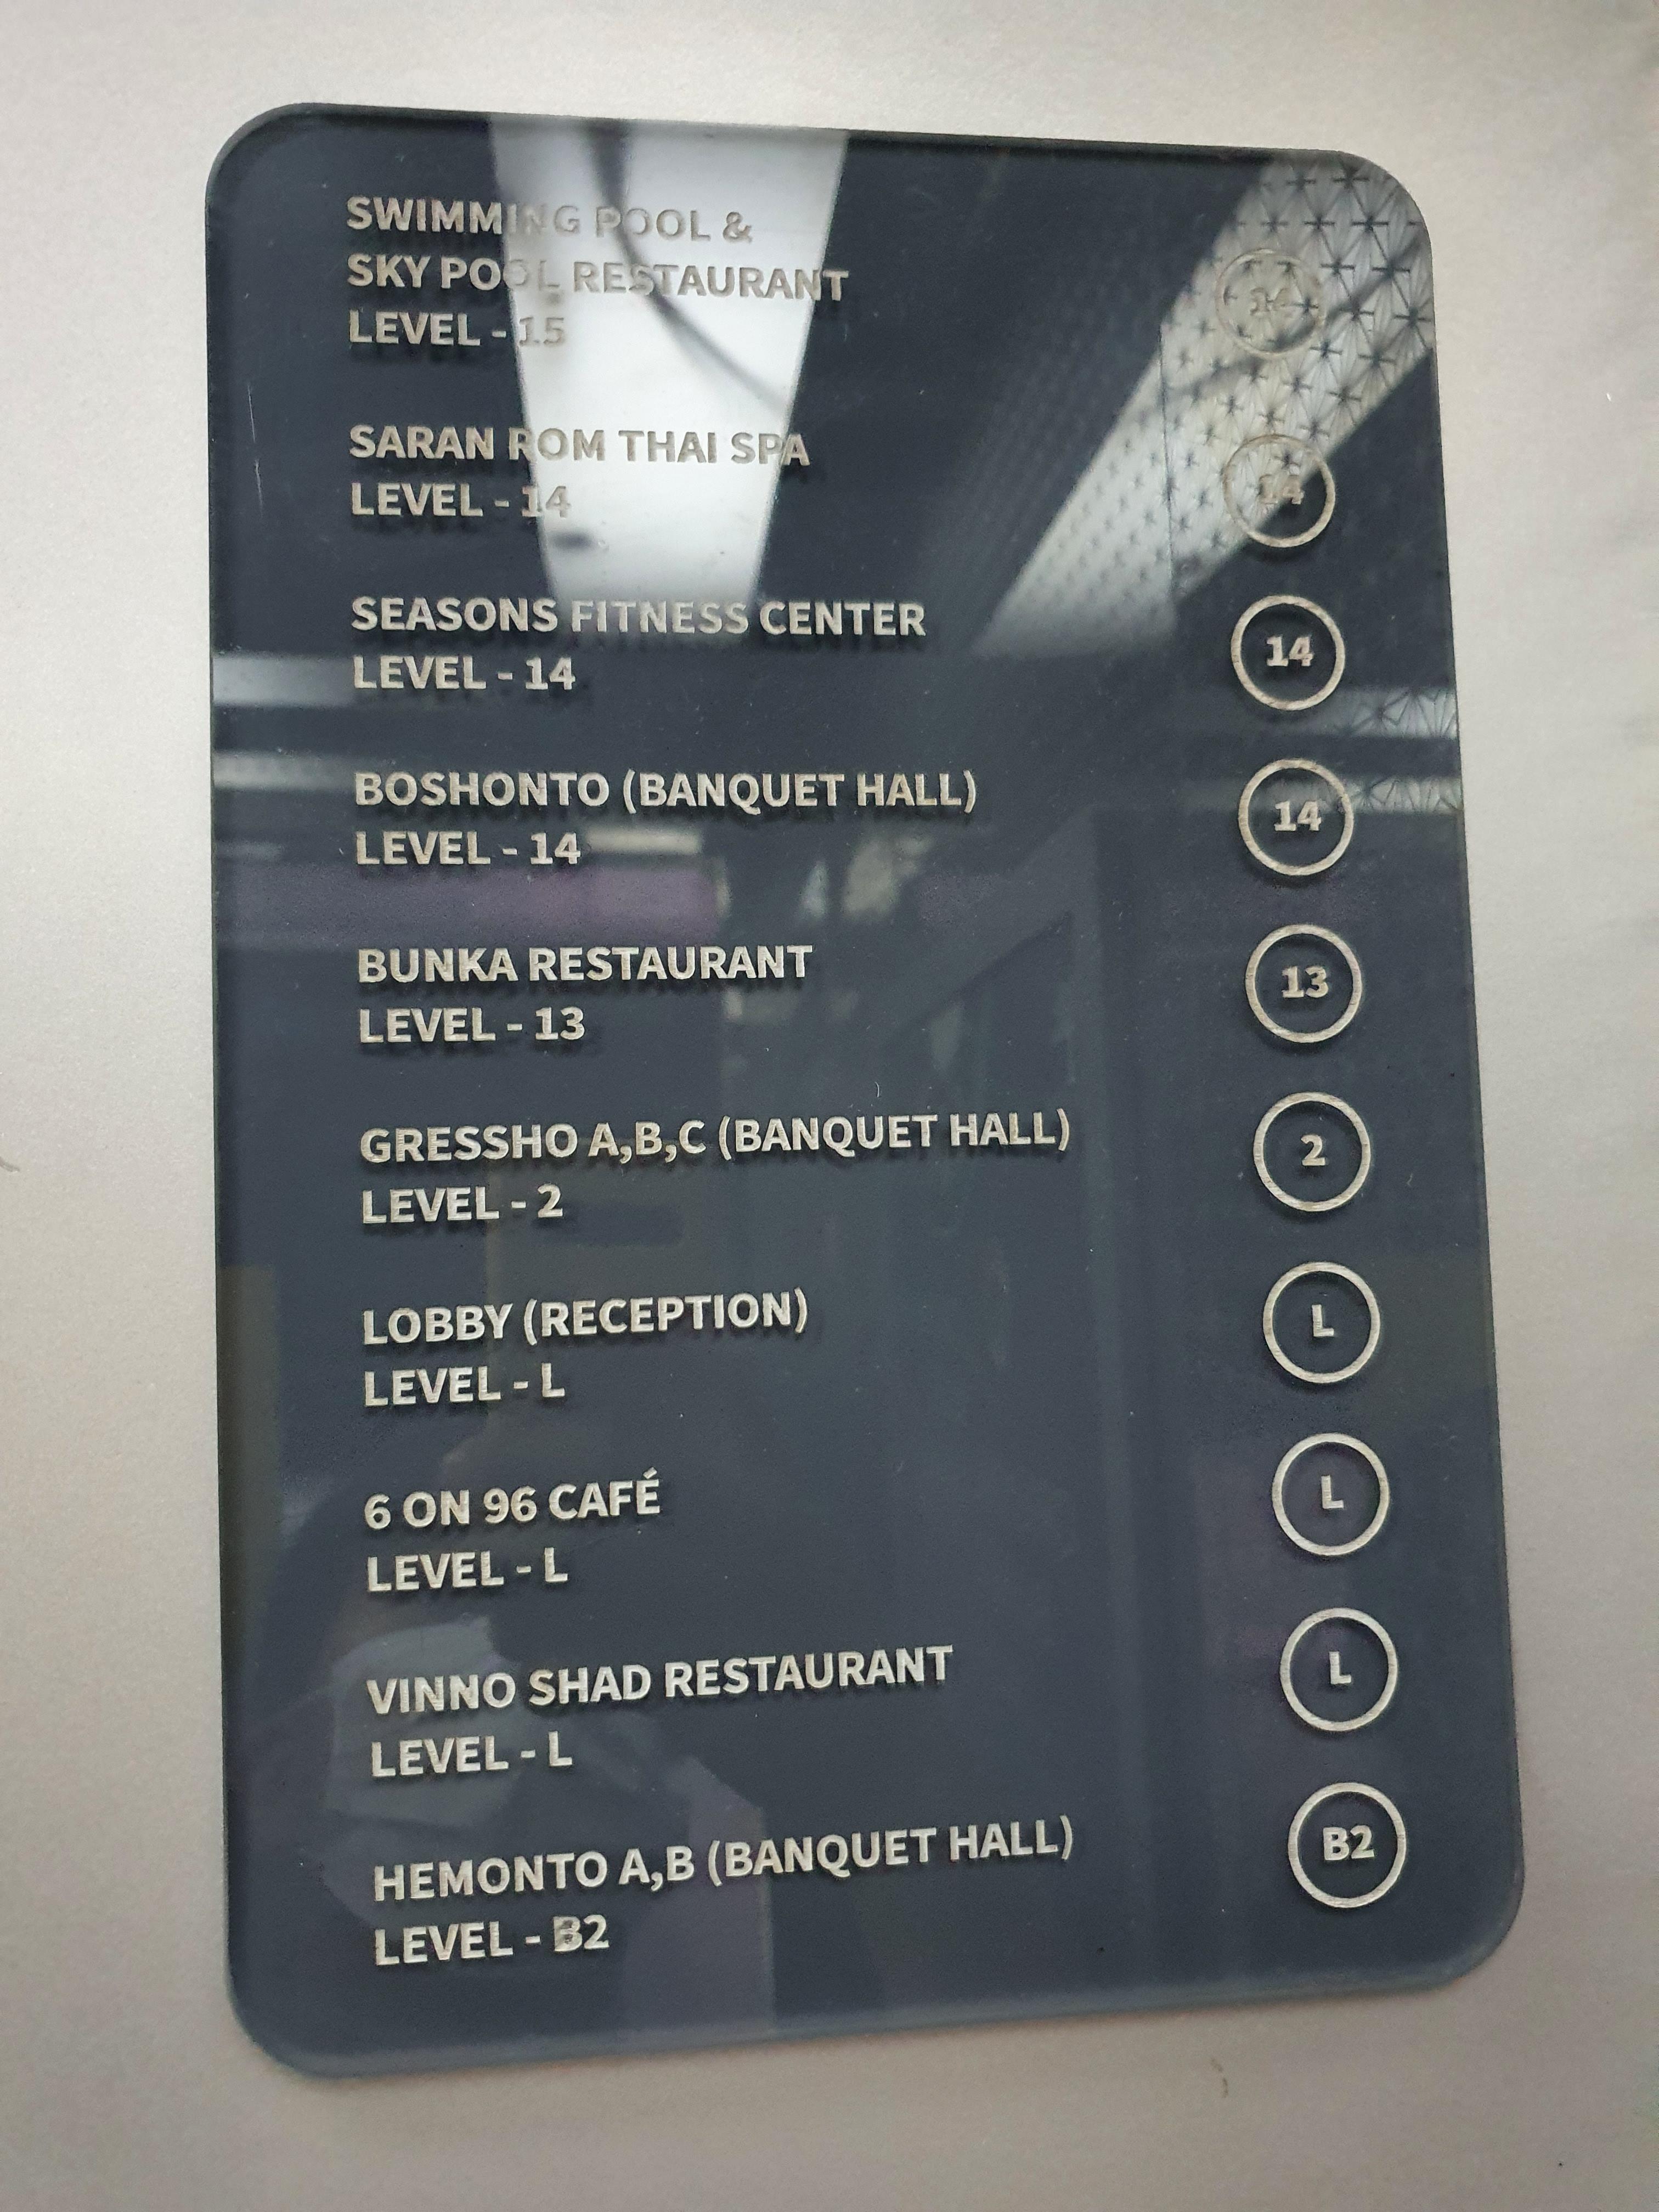 SWIMMING POOL &
SKY POOL RESTAURANT
LEVEL - 15
14
SARAN ROM THAI SPA
LEVEL - 14
14
SEASONS FITNESS CENTER
LEVEL - 14
14
BOSHONTO (BANQUET HALL)
LEVEL - 14
14
BUNKA RESTAURANT
LEVEL - 13
13
GRESSHO A,B,C (BANQUET HALL)
LEVEL - 2
2
LOBBY (RECEPTION)
LEVEL - L
L
6 ON 96 CAFÉ
LEVEL - L
L
VINNO SHAD RESTAURANT
LEVEL - L
L
HEMONTO A,B (BANQUET HALL)
LEVEL - B2
B2